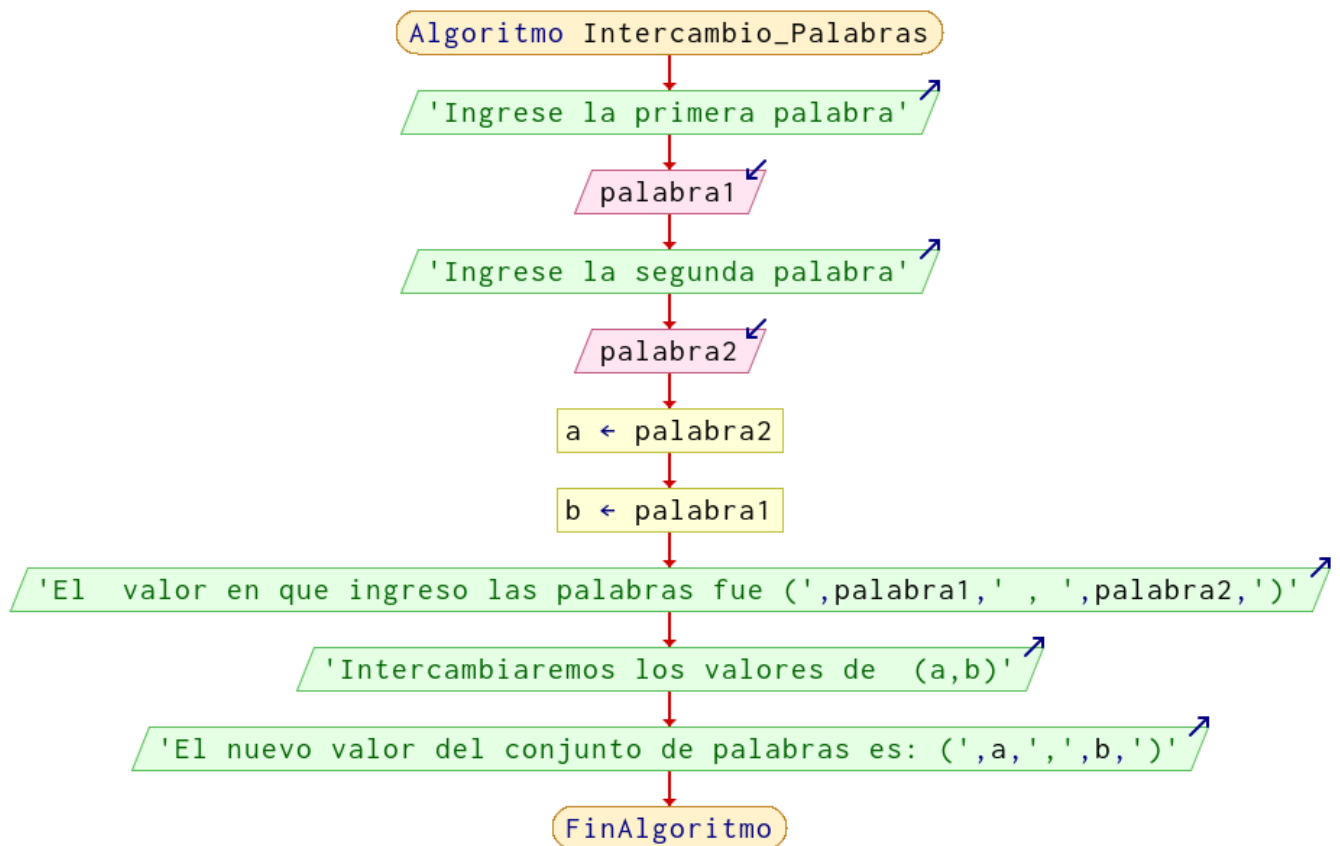 Algoritmo Intercambio_Palabras
'Ingrese la primera palabra'
palabra1
'Ingrese la segunda palabra'
palabra2
a ← palabra2
b ← palabra1
'El  valor en que ingreso las palabras fue (',palabra1,' , ',palabra2,')'
'Intercambiaremos los valores de  (a,b)'
'El nuevo valor del conjunto de palabras es: (',a,',',b,')'
FinAlgoritmo